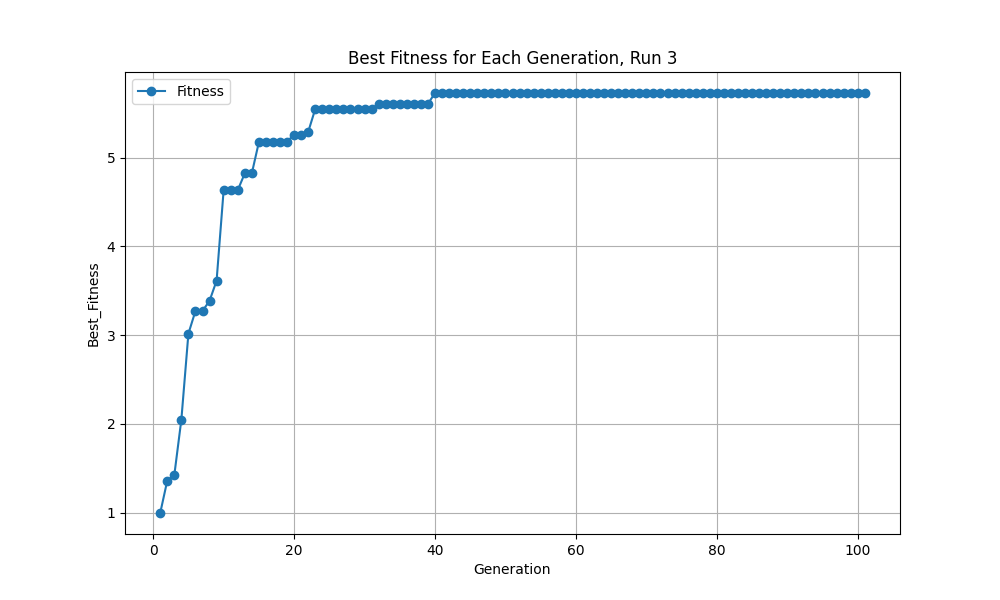 Best Fitness for Each Generation, Run 3
Fitness
5
4
3
2
1
Best_Fitness
0 20 40 60 80 100
Generation